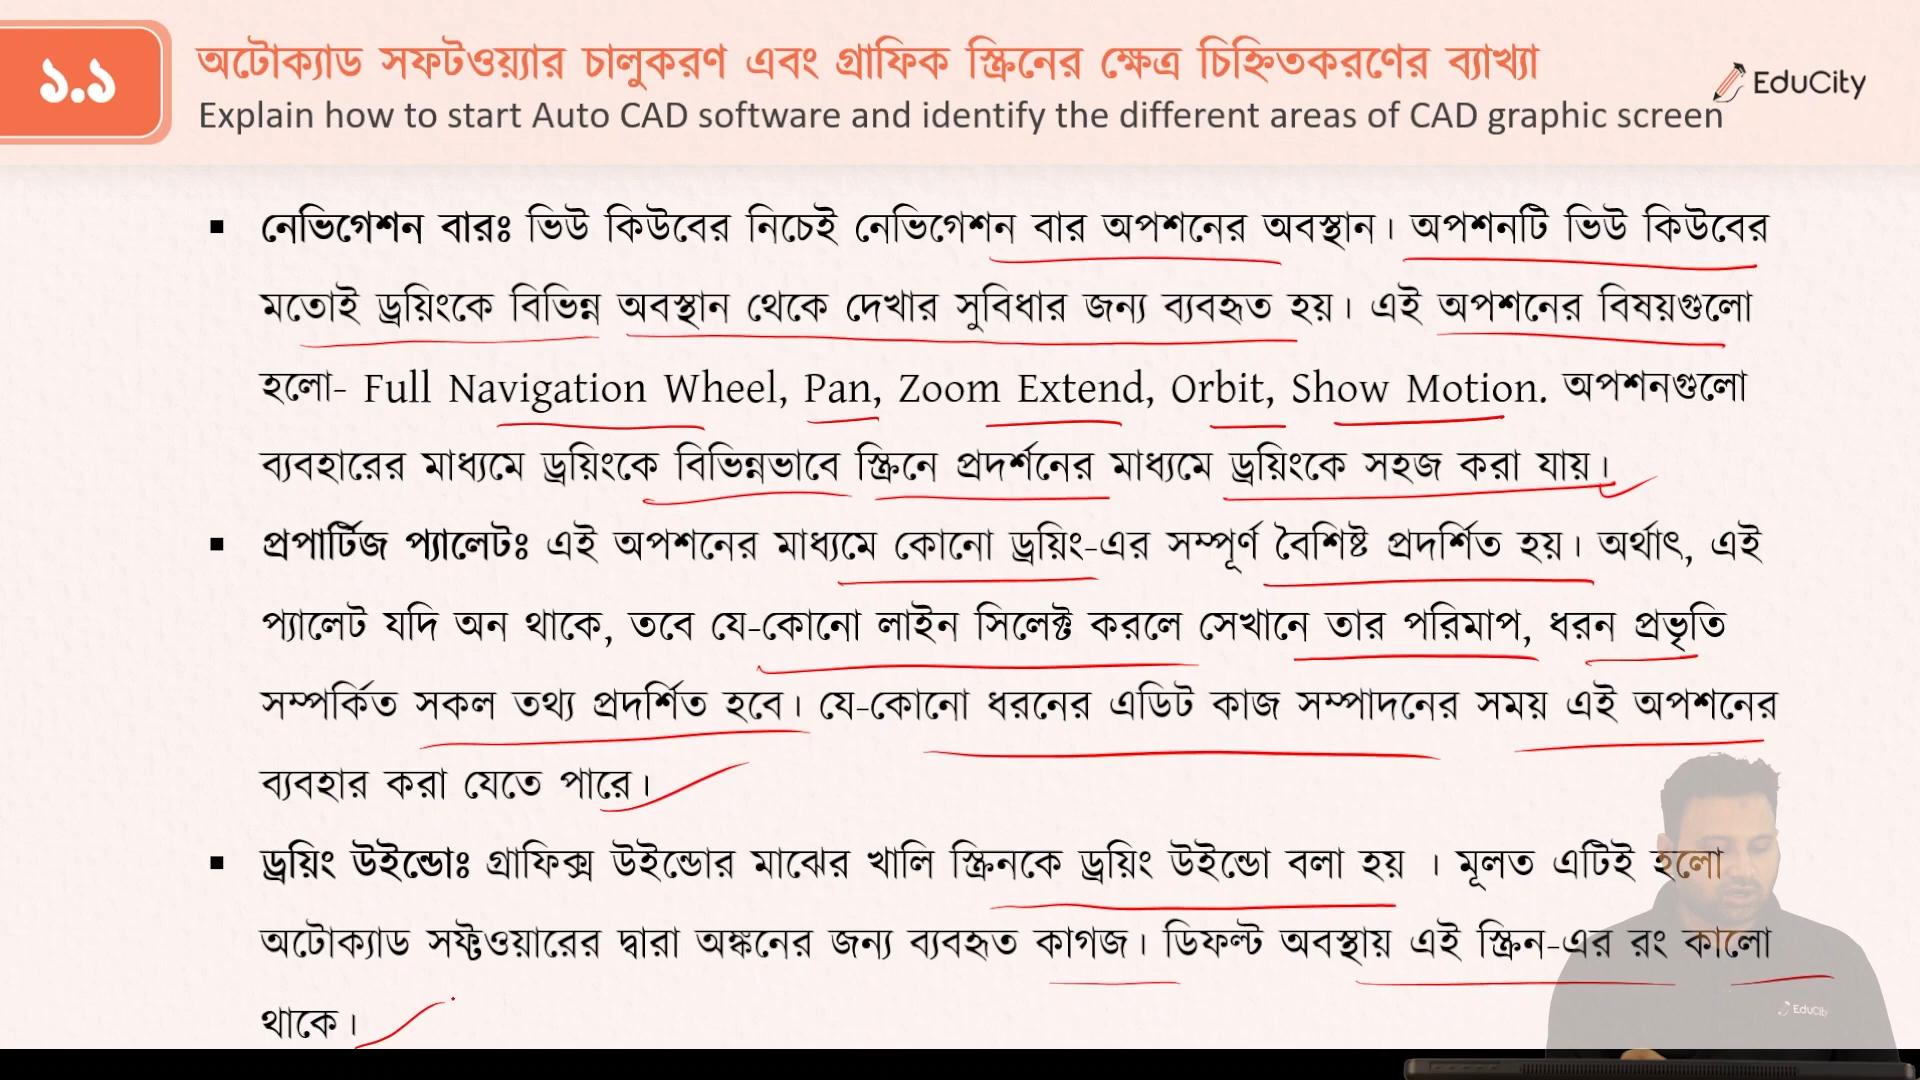 ১.১
অটোক্যাড সফটওয়্যার চালুকরণ এবং গ্রাফিক স্ক্রিনের ক্ষেত্র চিহ্নিতকরণের ব্যাখ্যা
Explain how to start Auto CAD software and identify the different areas of CAD graphic screen
EduCity
▪ নেভিগেশন বারঃ ভিউ কিউবের নিচেই নেভিগেশন বার অপশনের অবস্থান। অপশনটি ভিউ কিউবের
মতোই ড্রয়িংকে বিভিন্ন অবস্থান থেকে দেখার সুবিধার জন্য ব্যবহৃত হয়। এই অপশনের বিষয়গুলো
হলো- Full Navigation Wheel, Pan, Zoom Extend, Orbit, Show Motion. অপশনগুলো
ব্যবহারের মাধ্যমে ড্রয়িংকে বিভিন্নভাবে স্ক্রিনে প্রদর্শনের মাধ্যমে ড্রয়িংকে সহজ করা যায়।
▪ প্রপার্টিজ প্যালেটঃ এই অপশনের মাধ্যমে কোনো ড্রয়িং-এর সম্পূর্ণ বৈশিষ্ট প্রদর্শিত হয়। অর্থাৎ, এই
প্যালেট যদি অন থাকে, তবে যে-কোনো লাইন সিলেক্ট করলে সেখানে তার পরিমাপ, ধরন প্রভৃতি
সম্পর্কিত সকল তথ্য প্রদর্শিত হবে। যে-কোনো ধরনের এডিট কাজ সম্পাদনের সময় এই অপশনের
ব্যবহার করা যেতে পারে।
▪ ড্রয়িং উইন্ডোঃ গ্রাফিক্স উইন্ডোর মাঝের খালি স্ক্রিনকে ড্রয়িং উইন্ডো বলা হয় । মূলত এটিই হলো
অটোক্যাড সফ্টওয়ারের দ্বারা অঙ্কনের জন্য ব্যবহৃত কাগজ। ডিফল্ট অবস্থায় এই স্ক্রিন-এর রং কালো
থাকে।
EduCity